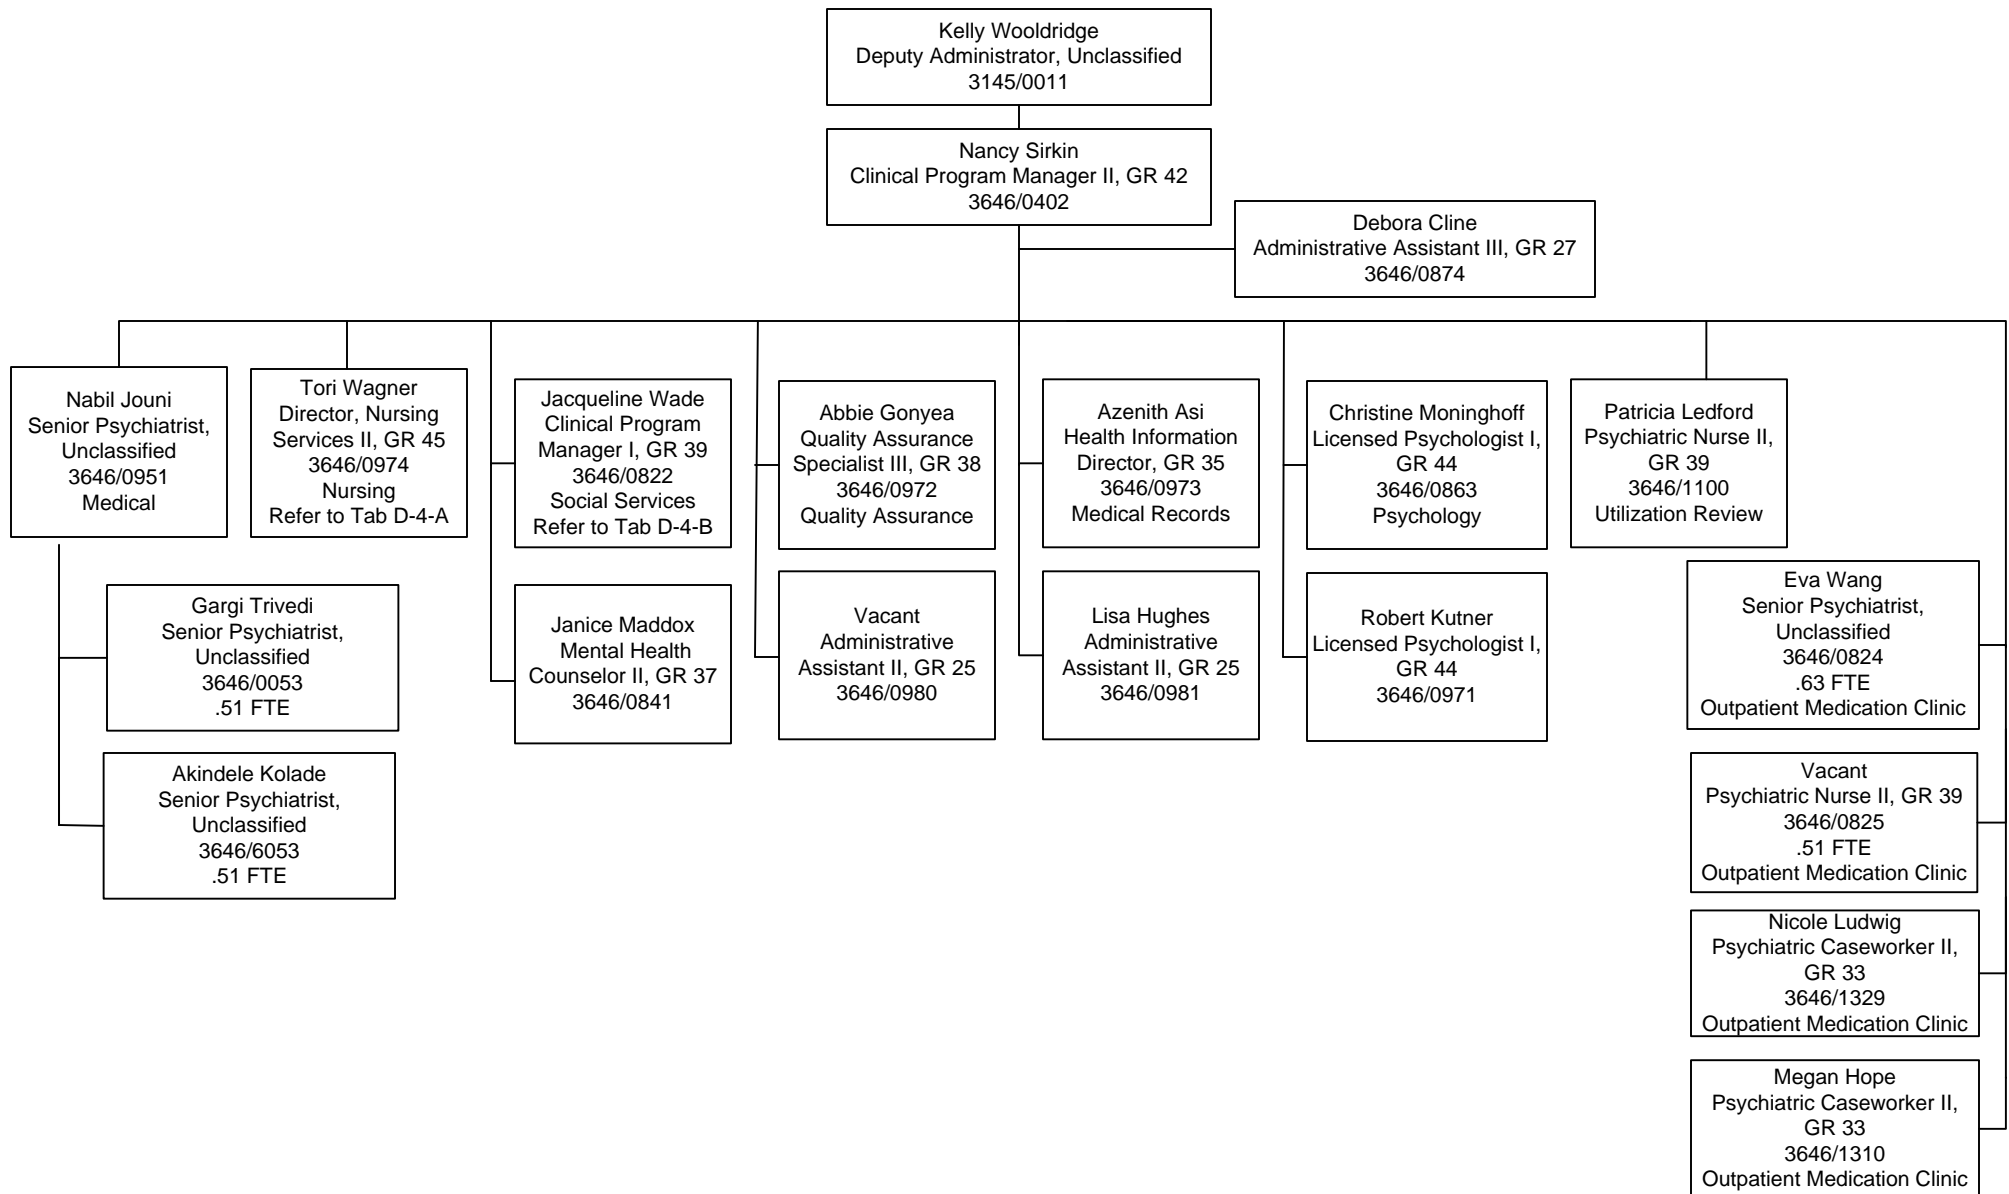 Kelly Wooldridge
Deputy Administrator, Unclassified
3145/0011
Nancy Sirkin
Clinical Program Manager II, GR 42
3646/0402
Debora Cline
Administrative Assistant III, GR 27
3646/0874
Nabil Jouni
Senior Psychiatrist,
Unclassified
3646/0951
Medical
Tori Wagner
Director, Nursing
Services II, GR 45
3646/0974
Nursing
Refer to Tab D-4-A
Jacqueline Wade
Clinical Program
Manager I, GR 39
3646/0822
Social Services
Refer to Tab D-4-B
Abbie Gonyea
Quality Assurance
Specialist III, GR 38
3646/0972
Quality Assurance
Azenith Asi
Health Information
Director, GR 35
3646/0973
Medical Records
Christine Moninghoff
Licensed Psychologist I,
GR 44
3646/0863
Psychology
Patricia Ledford
Psychiatric Nurse II,
GR 39
3646/1100
Utilization Review
Gargi Trivedi
Senior Psychiatrist,
Unclassified
3646/0053
.51 FTE
Janice Maddox
Mental Health
Counselor II, GR 37
3646/0841
Vacant
Administrative
Assistant II, GR 25
3646/0980
Lisa Hughes
Administrative
Assistant II, GR 25
3646/0981
Robert Kutner
Licensed Psychologist I,
GR 44
3646/0971
Eva Wang
Senior Psychiatrist,
Unclassified
3646/0824
.63 FTE
Outpatient Medication Clinic
Akindele Kolade
Senior Psychiatrist,
Unclassified
3646/6053
.51 FTE
Vacant
Psychiatric Nurse II, GR 39
3646/0825
.51 FTE
Outpatient Medication Clinic
Nicole Ludwig
Psychiatric Caseworker II,
GR 33
3646/1329
Outpatient Medication Clinic
Megan Hope
Psychiatric Caseworker II,
GR 33
3646/1310
Outpatient Medication Clinic